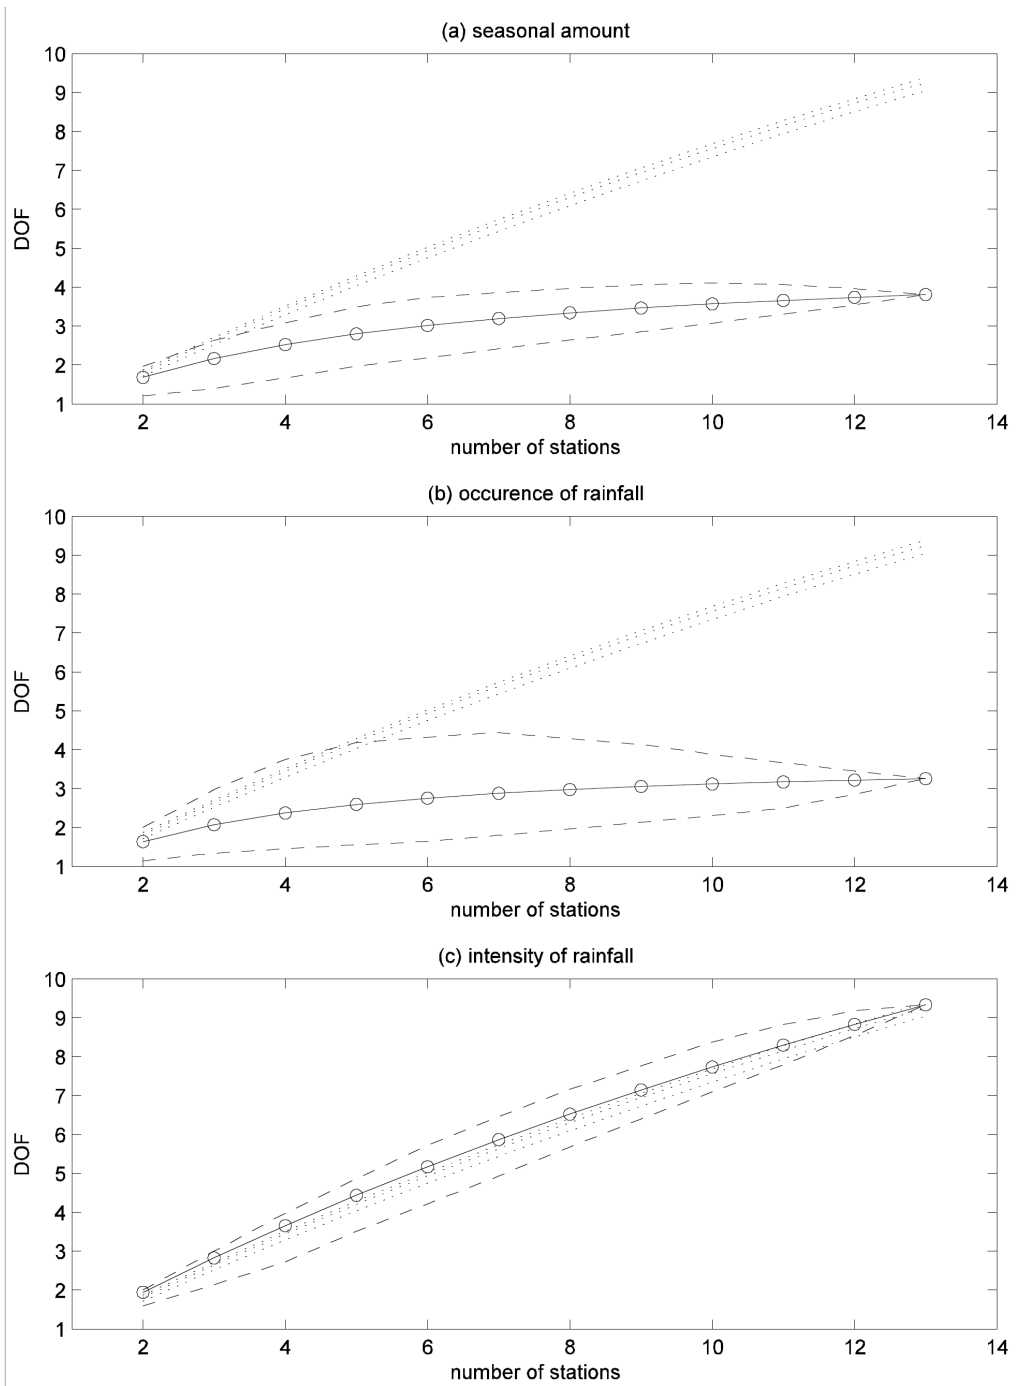 (a) seasonal amount
10
9
8
7
6
5
4
3
2
1
DOF
2 4 6 8 10 12 14
number of stations
(b) occurence of rainfall
10
9
8
7
6
5
4
3
2
1
DOF
2 4 6 8 10 12 14
number of stations
(c) intensity of rainfall
10
9
8
7
6
5
4
3
2
1
DOF
2 4 6 8 10 12 14
number of stations